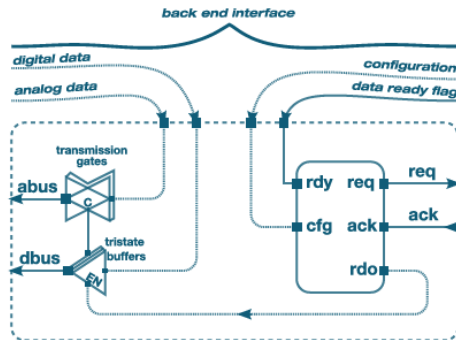 back end interface
digital data
configuration
analog data
data ready flag
transmission
gates
abus
C
rdy
req
req
cfg
ack
ack
dbus
tristate
buffers
EN
rdo